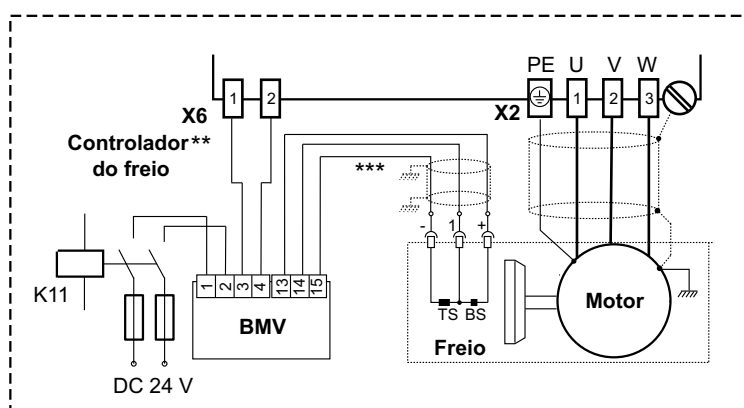 PE U V W
X6 1 2 X2 1 2 3
Controlador**
do freio
***
- 1 +
K11
1 2 3 4 13 14 15
BMV
TS BS
Motor
Freio
DC 24 V